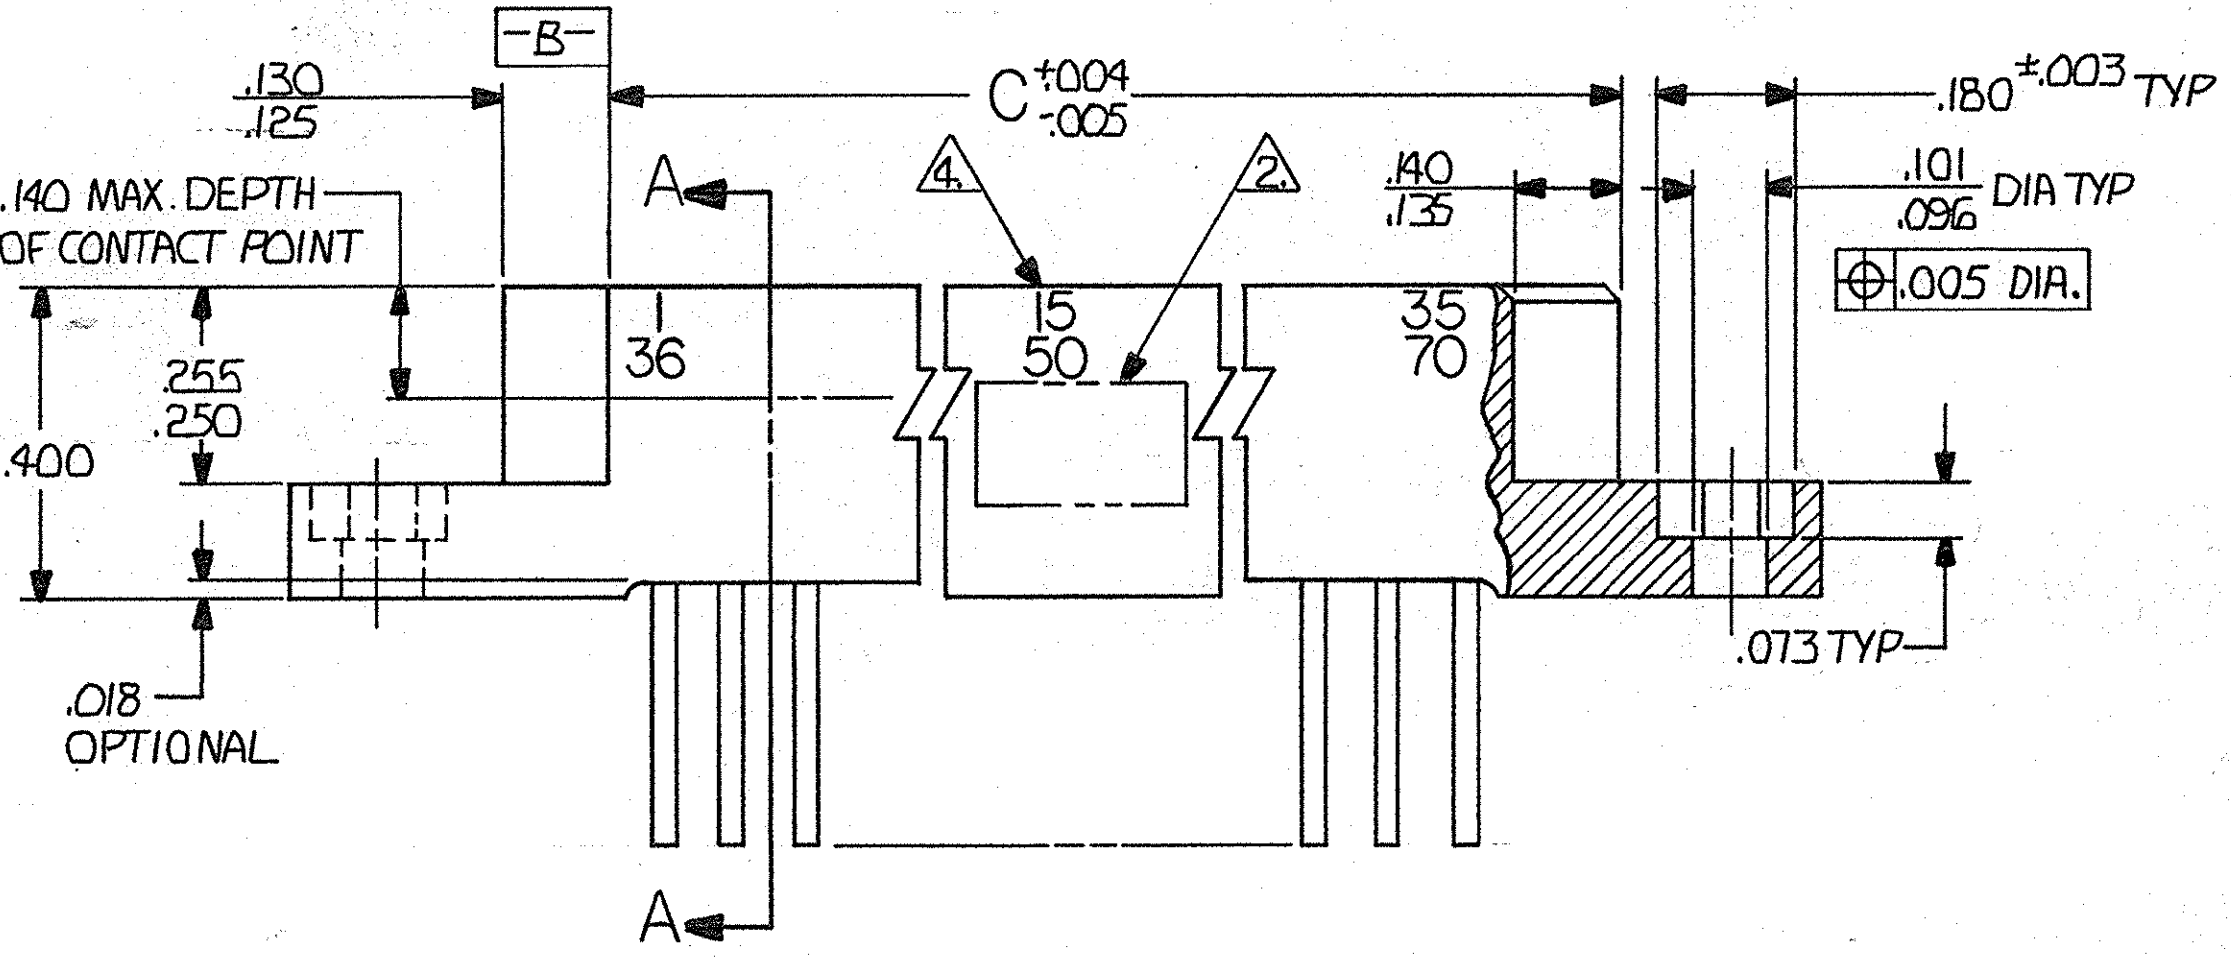 -B-
.130
.125
C +.004
-.005
.180 ±.003 TYP
A
4.
2.
.140
.135
.101
.096 DIA TYP
.140 MAX. DEPTH
OF CONTACT POINT
.005 DIA.
1
36
15
50
35
70
.255
.250
.400
.073 TYP
.018
OPTIONAL
A